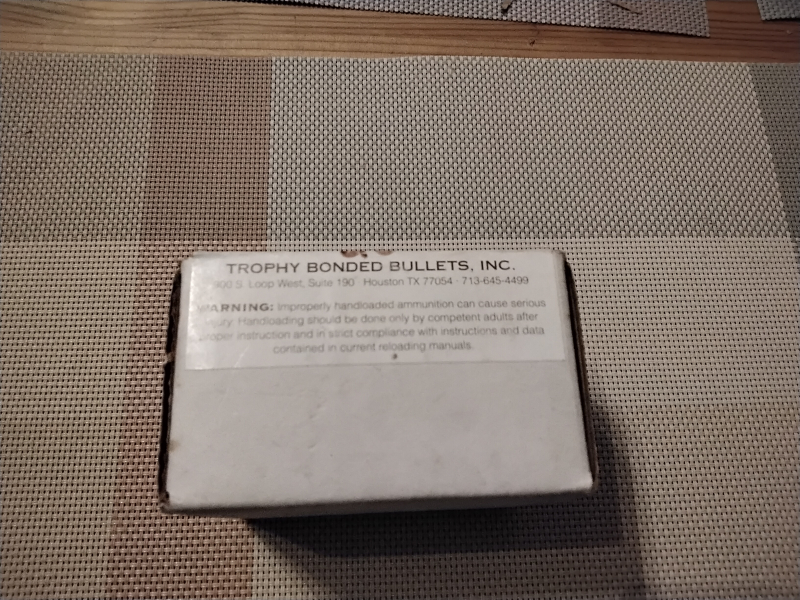 TROPHY BONDED BULLETS, INC.
900 S. Loop West, Suite 190 · Houston TX 77054 · 713-645-4499
WARNING: Improperly handloaded ammunition can cause serious
injury. Handloading should be done only by competent adults after
proper instruction and in strict compliance with instructions and data
contained in current reloading manuals.